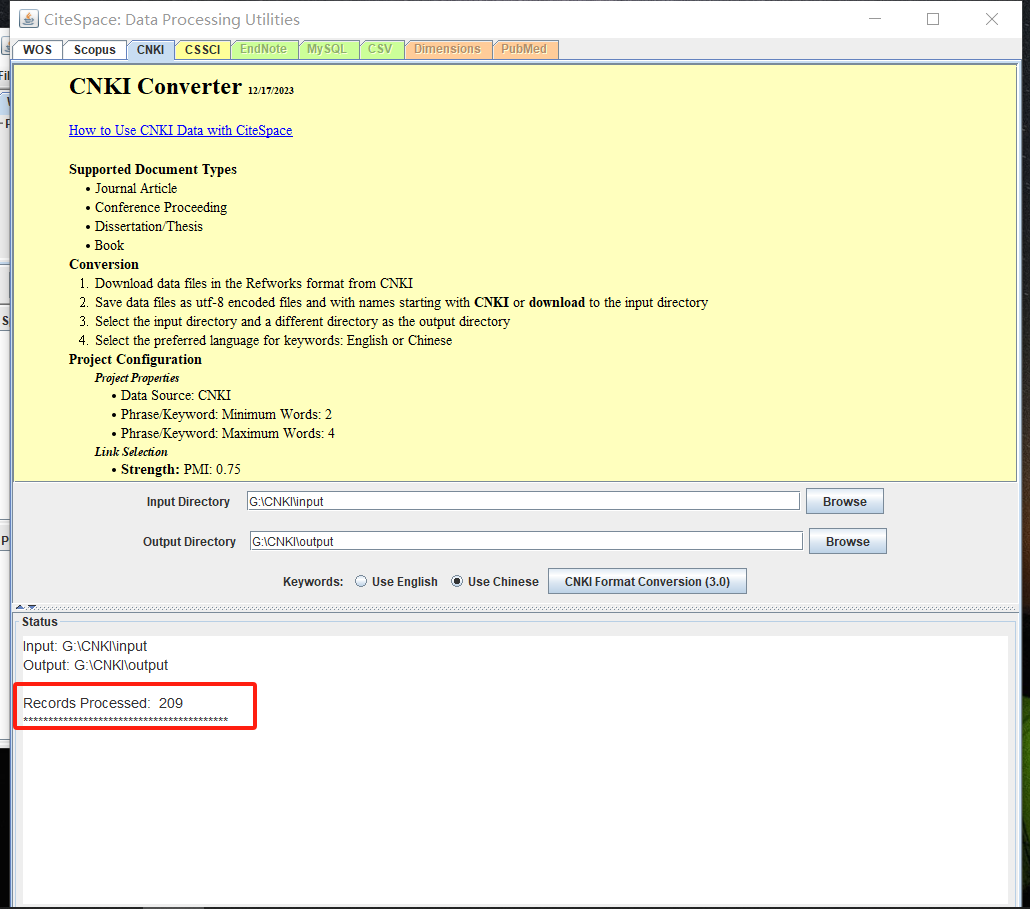 CiteSpace: Data Processing Utilities
WOS Scopus CNKI CSSCI EndNote MySQL CSV Dimensions PubMed
CNKI Converter 12/17/2023
How to Use CNKI Data with CiteSpace
Supported Document Types
• Journal Article
• Conference Proceeding
• Dissertation/Thesis
• Book
Conversion
1. Download data files in the Refworks format from CNKI
2. Save data files as utf-8 encoded files and with names starting with CNKI or download to the input directory
3. Select the input directory and a different directory as the output directory
4. Select the preferred language for keywords: English or Chinese
Project Configuration
Project Properties
• Data Source: CNKI
• Phrase/Keyword: Minimum Words: 2
• Phrase/Keyword: Maximum Words: 4
Link Selection
• Strength: PMI: 0.75
Input Directory G:\CNKI\input Browse
Output Directory G:\CNKI\output Browse
Keywords: Use English Use Chinese CNKI Format Conversion (3.0)
Status
Input: G:\CNKI\input
Output: G:\CNKI\output
Records Processed: 209
*****************************************